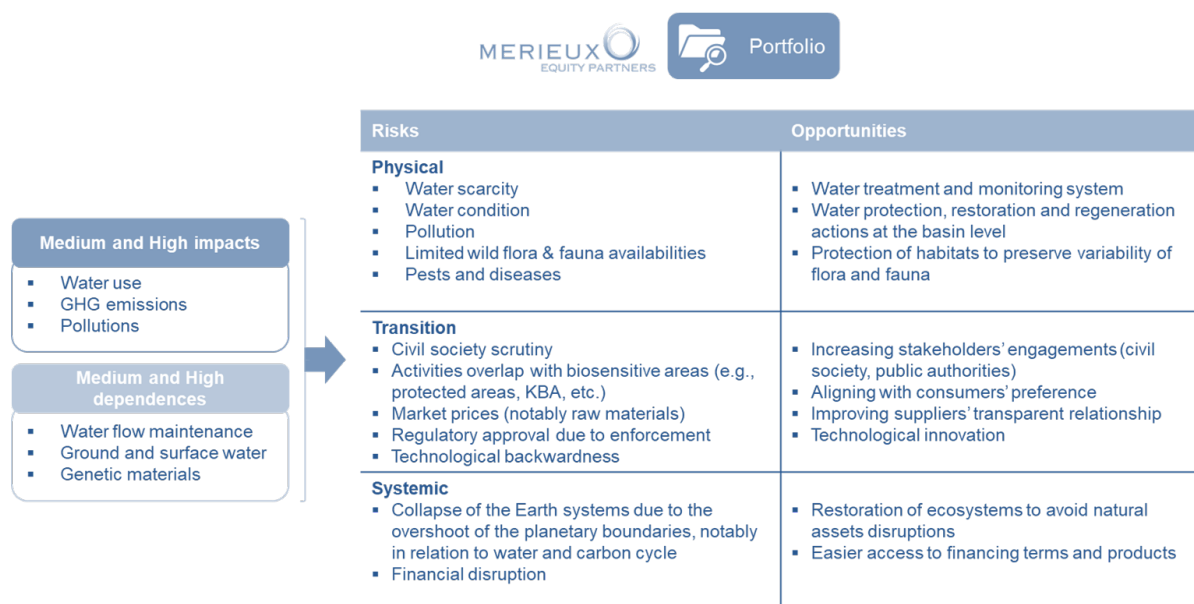 MERIEUX
EQUITY PARTNERS
Portfolio
Medium and High impacts
▪ Water use
▪ GHG emissions
▪ Pollutions
Medium and High
dependences
▪ Water flow maintenance
▪ Ground and surface water
▪ Genetic materials
Risks
Opportunities
Physical
▪ Water scarcity
▪ Water condition
▪ Pollution
▪ Limited wild flora & fauna availabilities
▪ Pests and diseases
▪ Water treatment and monitoring system
▪ Water protection, restoration and regeneration
actions at the basin level
▪ Protection of habitats to preserve variability of
flora and fauna
Transition
▪ Civil society scrutiny
▪ Activities overlap with biosensitive areas (e.g.,
protected areas, KBA, etc.)
▪ Market prices (notably raw materials)
▪ Regulatory approval due to enforcement
▪ Technological backwardness
▪ Increasing stakeholders’ engagements (civil
society, public authorities)
▪ Aligning with consumers’ preference
▪ Improving suppliers’ transparent relationship
▪ Technological innovation
Systemic
▪ Collapse of the Earth systems due to the
overshoot of the planetary boundaries, notably
in relation to water and carbon cycle
▪ Financial disruption
▪ Restoration of ecosystems to avoid natural
assets disruptions
▪ Easier access to financing terms and products